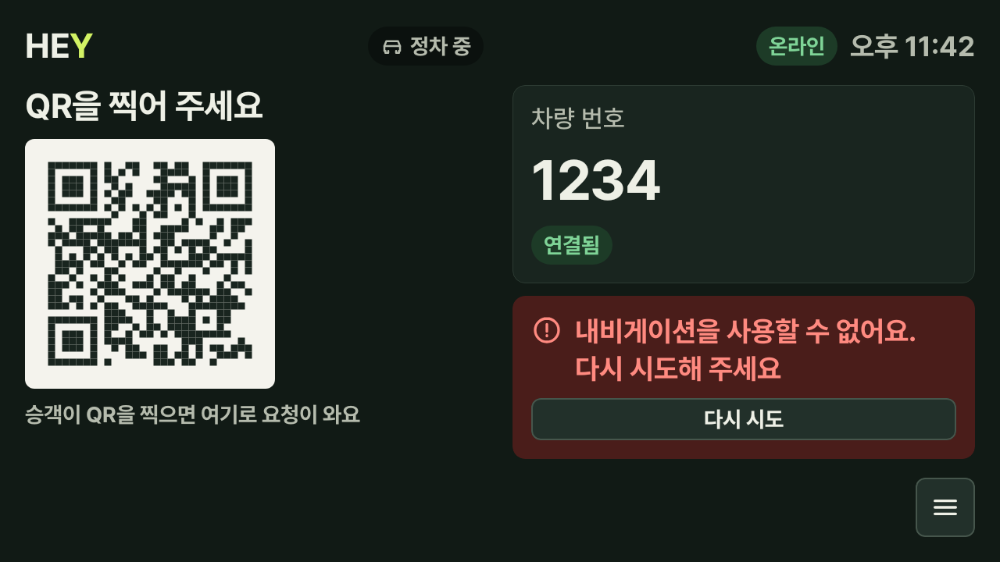 HEY
정차 중
온라인
오후 11:42
QR을 찍어 주세요
승객이 QR을 찍으면 여기로 요청이 와요
차량 번호
1234
연결됨
내비게이션을 사용할 수 없어요.
다시 시도해 주세요
다시 시도